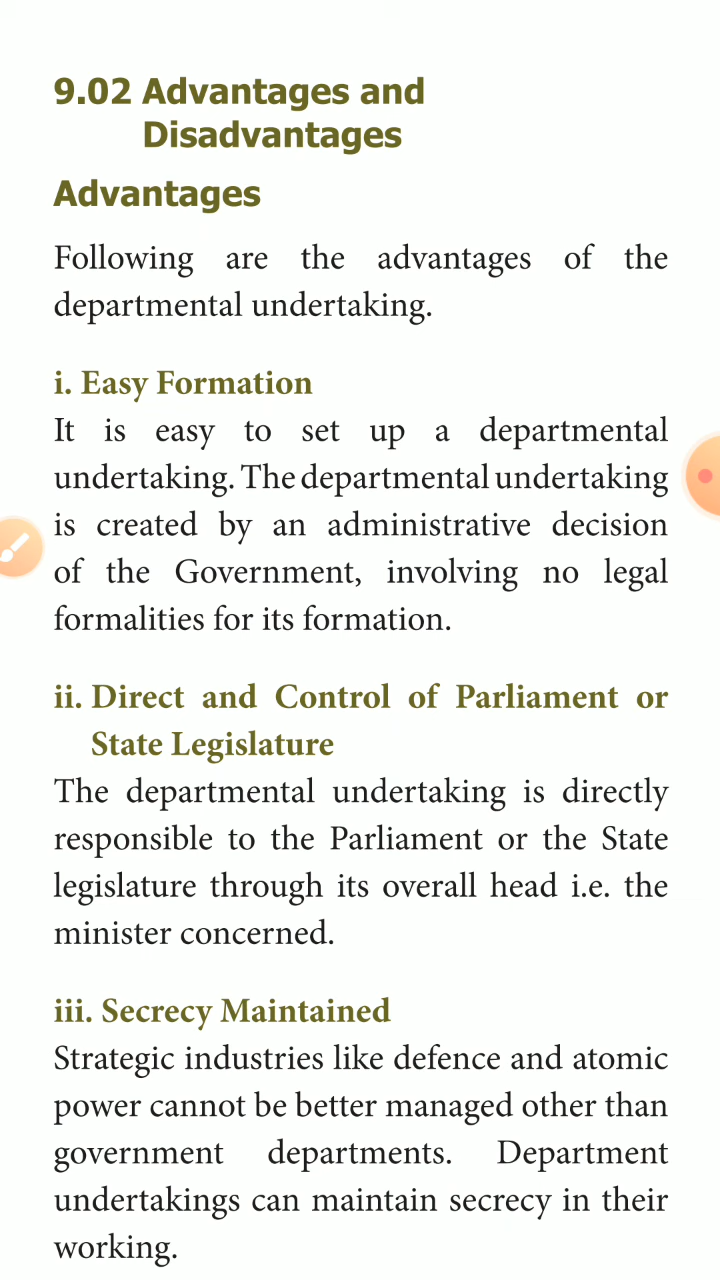 9.02 Advantages and
Disadvantages
Advantages
Following are the advantages of the
departmental undertaking.
i. Easy Formation
It is easy to set up a departmental
undertaking. The departmental undertaking
is created by an administrative decision
of the Government, involving no legal
formalities for its formation.
ii. Direct and Control of Parliament or
State Legislature
The departmental undertaking is directly
responsible to the Parliament or the State
legislature through its overall head i.e. the
minister concerned.
iii. Secrecy Maintained
Strategic industries like defence and atomic
power cannot be better managed other than
government departments. Department
undertakings can maintain secrecy in their
working.